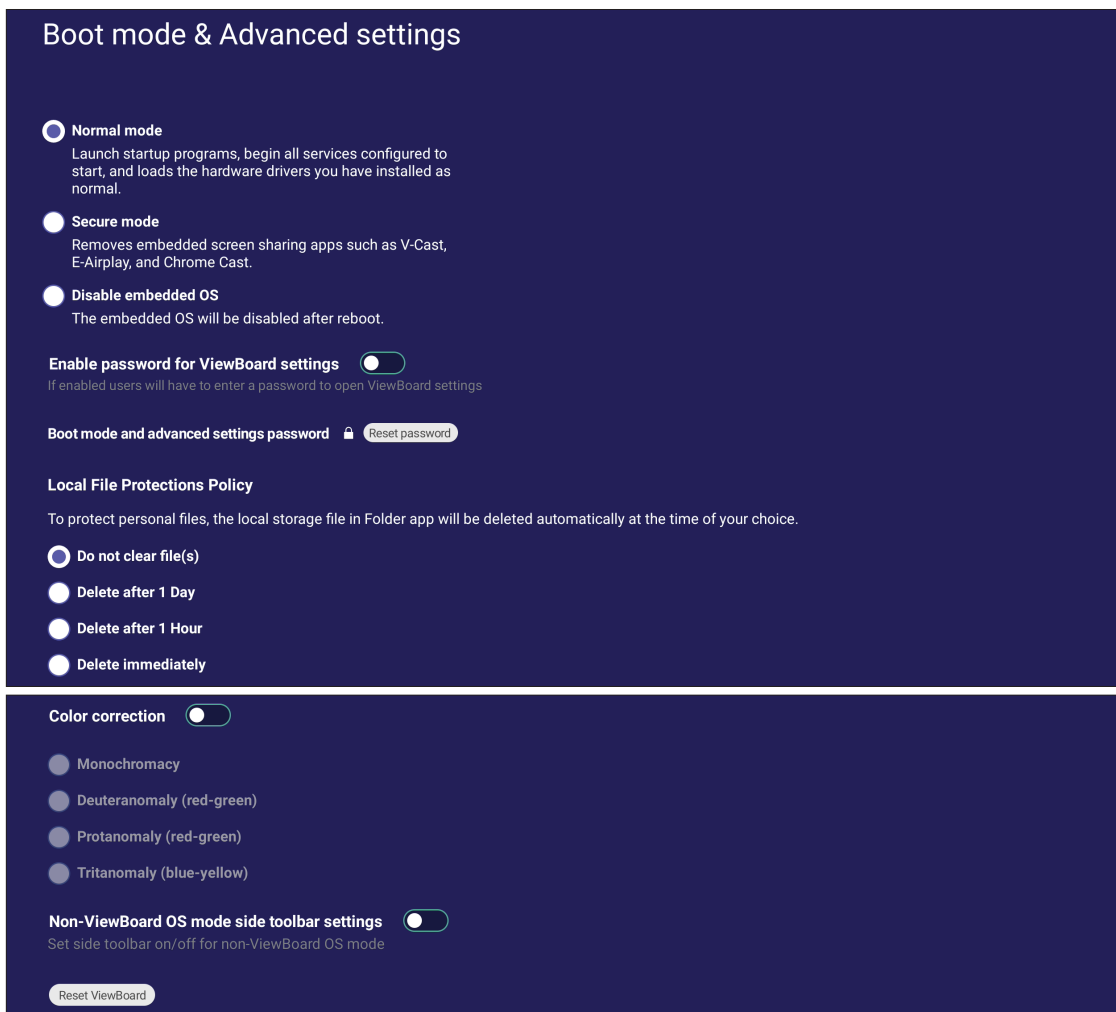 Boot mode & Advanced settings
Normal mode
Launch startup programs, begin all services configured to
start, and loads the hardware drivers you have installed as
normal.
Secure mode
Removes embedded screen sharing apps such as V-Cast,
E-Airplay, and Chrome Cast.
Disable embedded OS
The embedded OS will be disabled after reboot.
Enable password for ViewBoard settings
If enabled users will have to enter a password to open ViewBoard settings
Boot mode and advanced settings password Reset password
Local File Protections Policy
To protect personal files, the local storage file in Folder app will be deleted automatically at the time of your choice.
Do not clear file(s)
Delete after 1 Day
Delete after 1 Hour
Delete immediately
Color correction
Monochromacy
Deuteranomaly (red-green)
Protanomaly (red-green)
Tritanomaly (blue-yellow)
Non-ViewBoard OS mode side toolbar settings
Set side toolbar on/off for non-ViewBoard OS mode
Reset ViewBoard